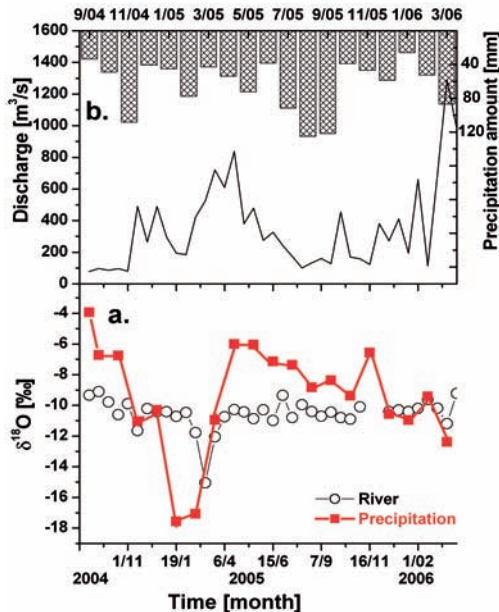 9/04 11/04 1/05 3/05 5/05 7/05 9/05 11/05 1/06 3/06
1600
1400
1200
1000
800
600
400
200
0
Discharge [m³/s]
b.
40
80
120
Precipitation amount [mm]
-4
-6
-8
-10
-12
-14
-16
-18
δ¹⁸O [‰]
a.
River
Precipitation
1/11 19/1 6/4 15/6 7/9 16/11 1/02
2004 2005 2006
Time [month]